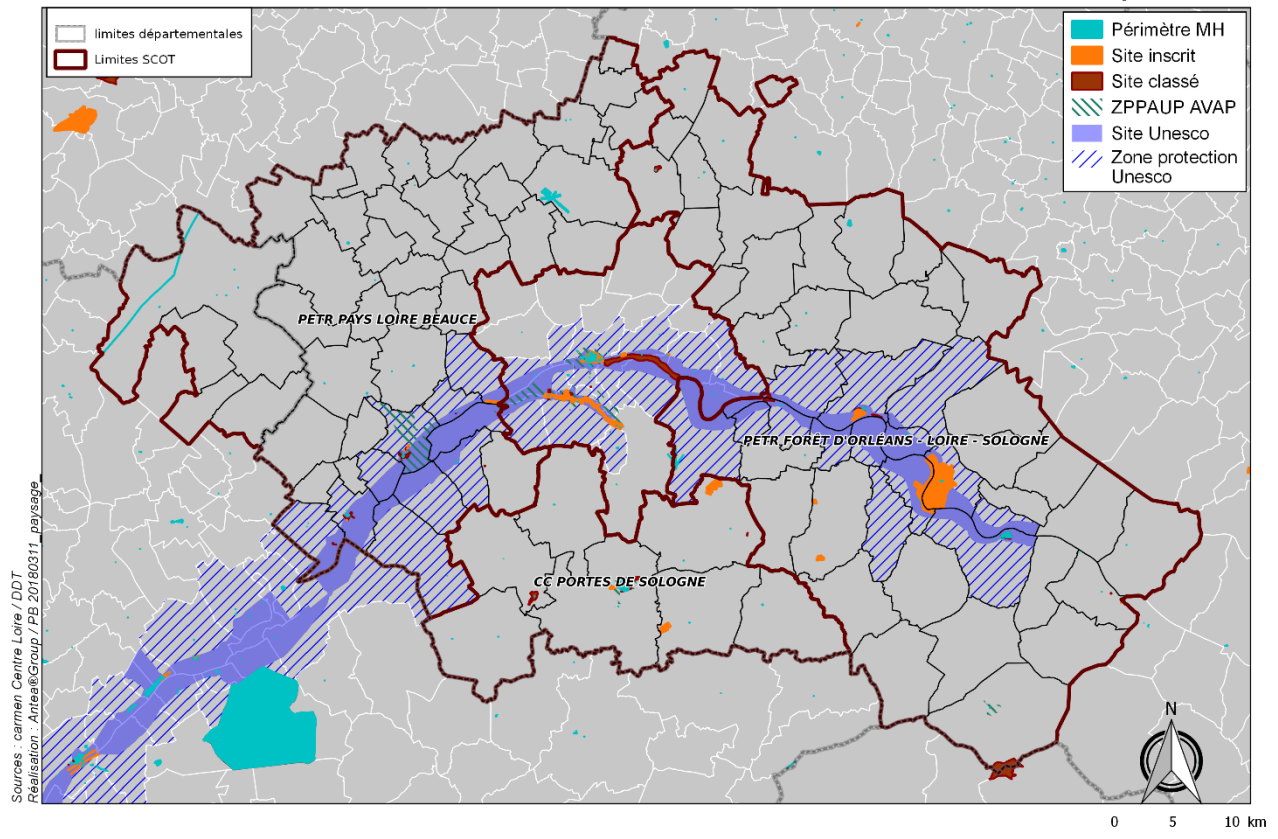 limites départementales
Limites SCOT
Périmètre MH
Site inscrit
Site classé
ZPPAUP AVAP
Site Unesco
Zone protection
Unesco
PETR PAYS LOIRE BEAUCE
PETR FORÊT D'ORLÉANS - LOIRE - SOLOGNE
CC PORTES DE SOLOGNE
Sources : carmen Centre Loire / DDT
Réalisation : Antea®Group / PB 20180311_paysage_
N
0 5 10 km